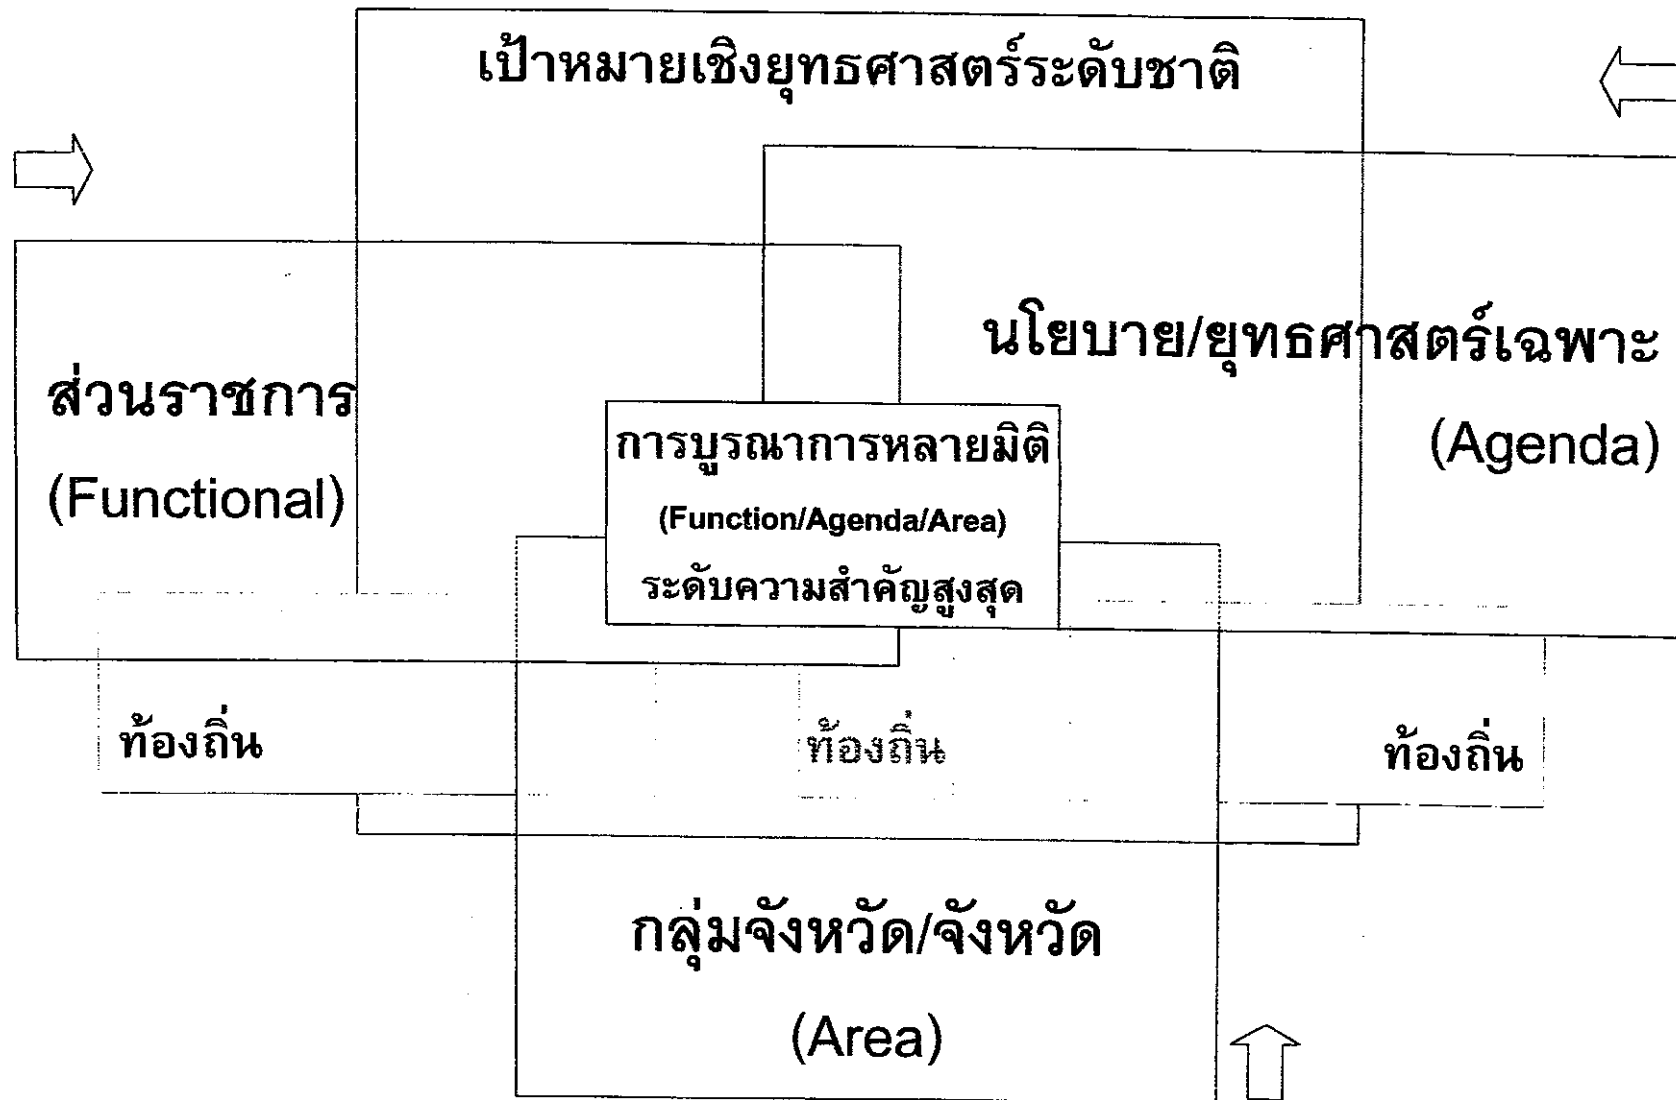 เป้าหมายเชิงยุทธศาสตร์ระดับชาติ
นโยบาย/ยุทธศาสตร์เฉพาะ
(Agenda)
ส่วนราชการ
(Functional)
การบูรณาการหลายมิติ
(Function/Agenda/Area)
ระดับความสำคัญสูงสุด
ท้องถิ่น
ท้องถิ่น
ท้องถิ่น
กลุ่มจังหวัด/จังหวัด
(Area)